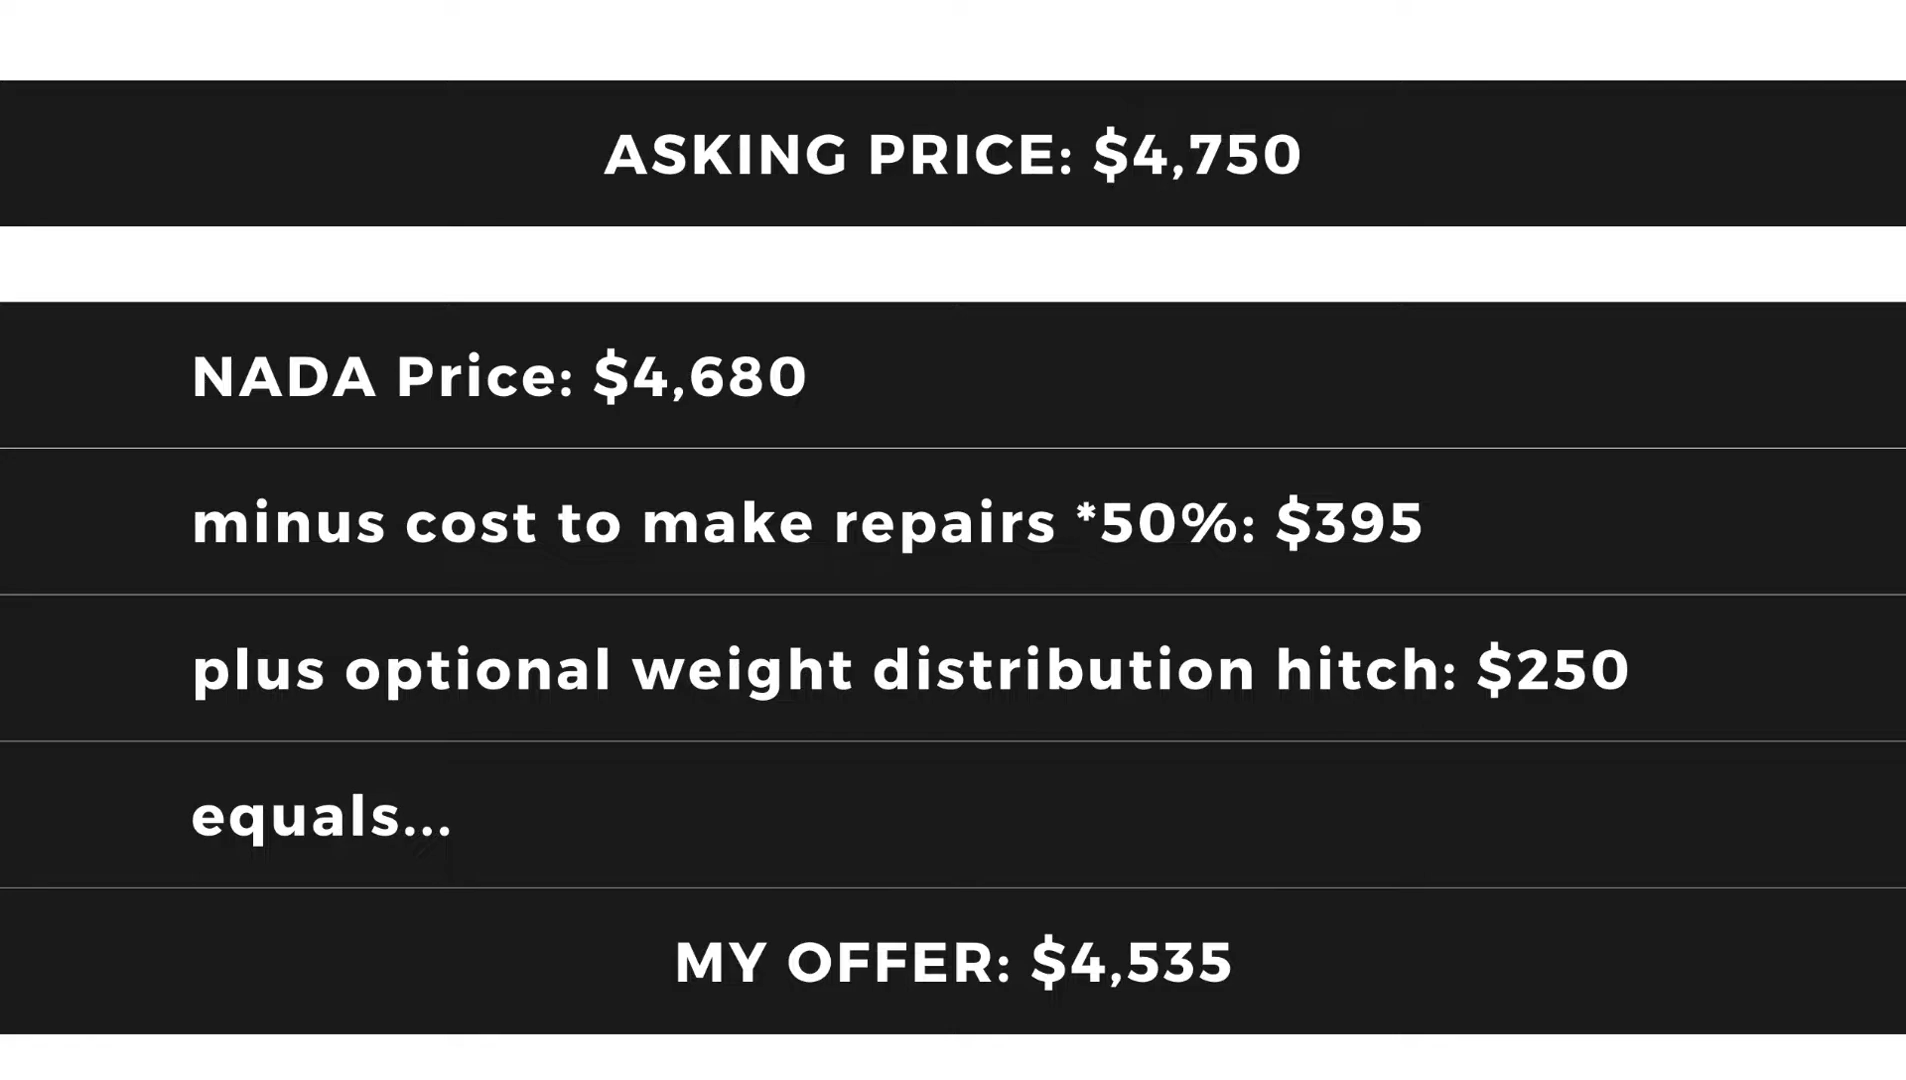 ASKING PRICE: $4,750
NADA Price: $4,680
minus cost to make repairs *50%: $395
plus optional weight distribution hitch: $250
equals...
MY OFFER: $4,535